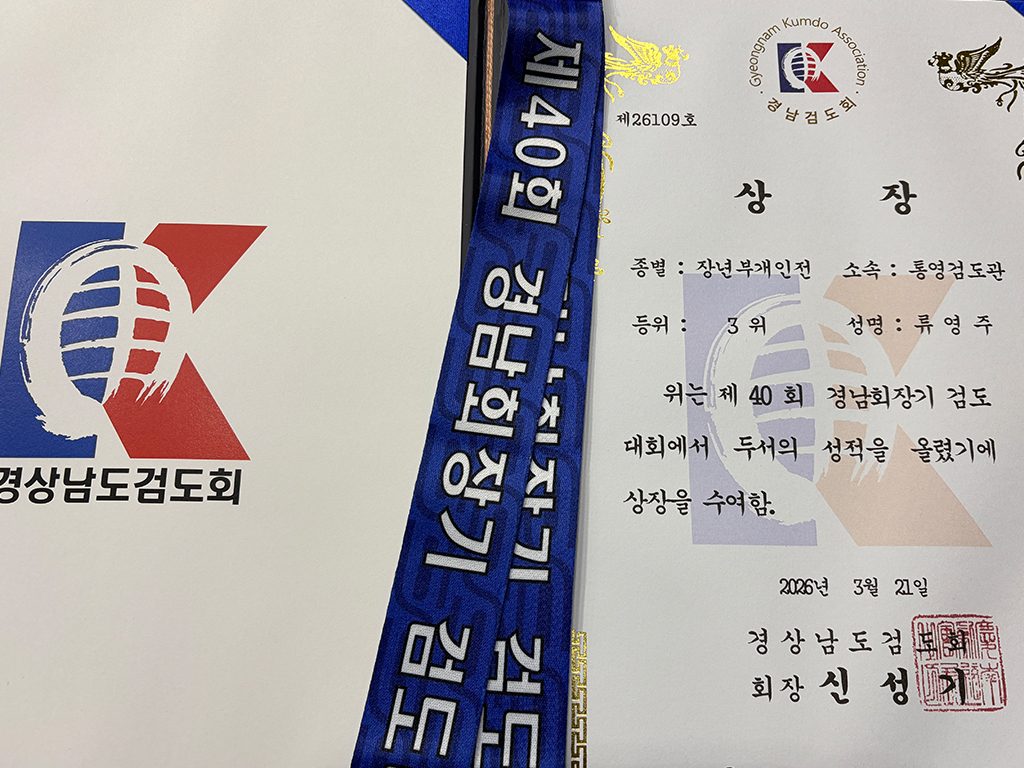 경상남도검도회
제40회 경남회장기 검도
검도
Gyeongnam Kumdo Association
경남검도회
제26109호
상 장
종별 : 장년부개인전 소속 : 통영검도관
등위 : 3 위 성명 : 류 영 주
위는 제 40 회 경남회장기 검도
대회에서 두서의 성적을 올렸기에
상장을 수여함.
2026년 3월 21일
경 상 남 도 검 도 회
회장 신 성 기